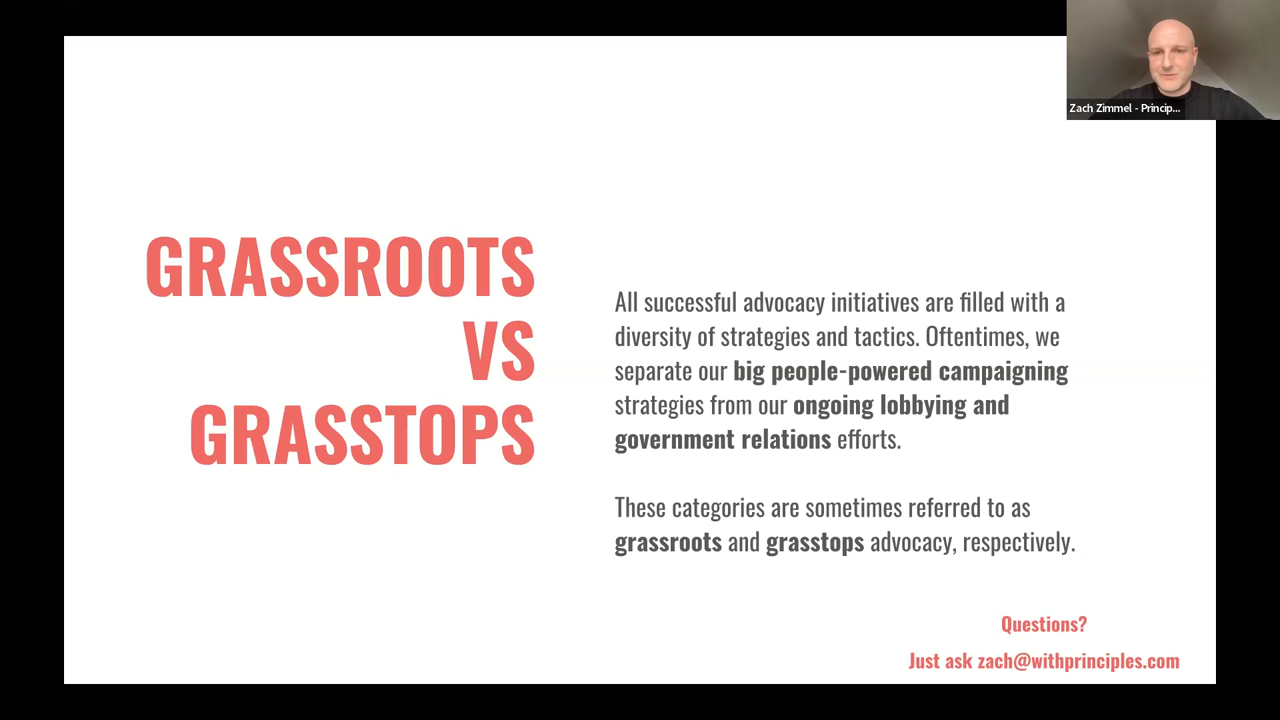 Zach Zimmel - Princip...
GRASSROOTS
VS
GRASSTOPS
All successful advocacy initiatives are filled with a
diversity of strategies and tactics. Oftentimes, we
separate our big people-powered campaigning
strategies from our ongoing lobbying and
government relations efforts.
These categories are sometimes referred to as
grassroots and grasstops advocacy, respectively.
Questions?
Just ask zach@withprinciples.com